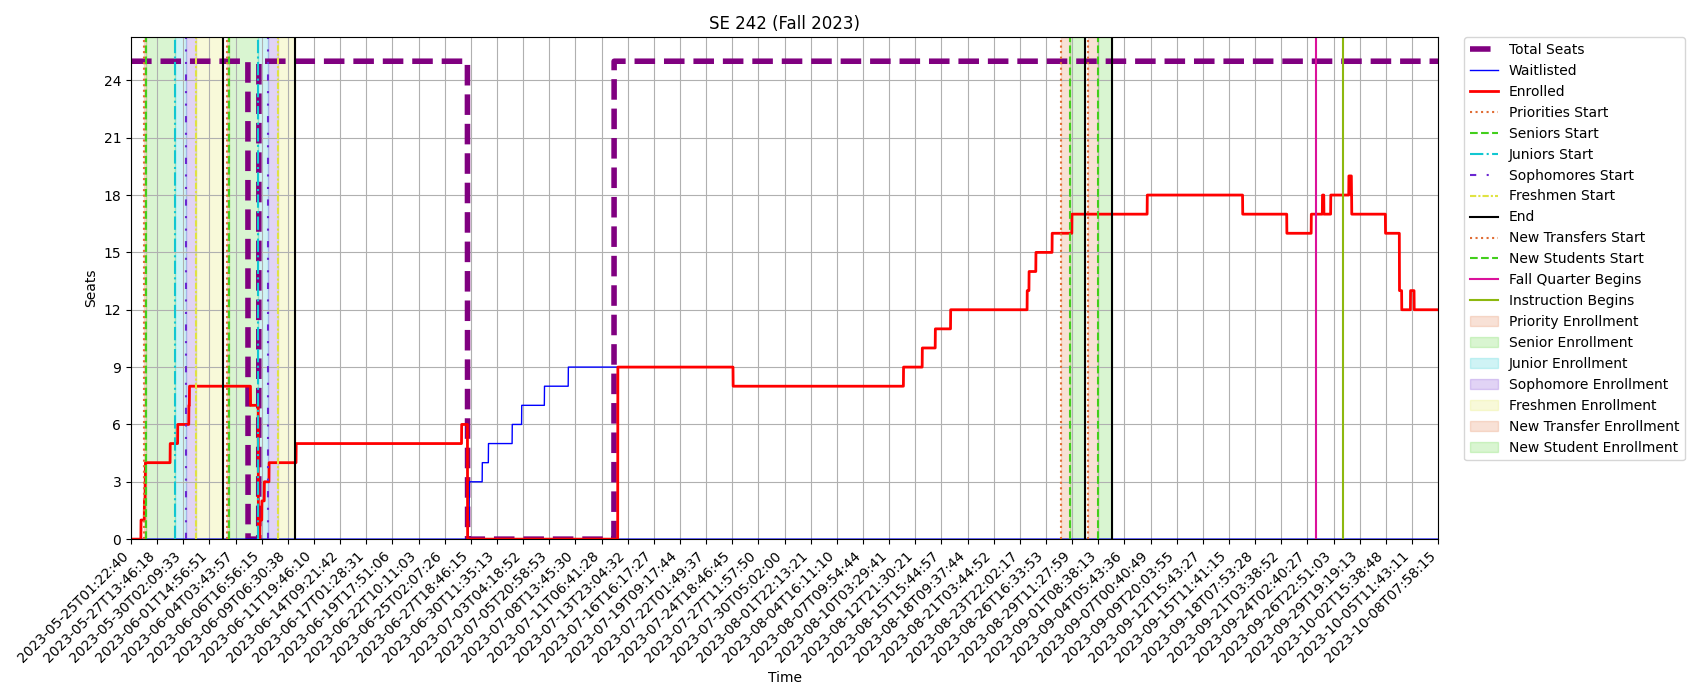 SE 242 (Fall 2023)
Seats
24
21
18
15
12
9
6
3
0
2023-05-25T01:22:40
2023-05-27T13:46:18
2023-05-30T02:09:33
2023-06-01T14:56:51
2023-06-04T03:43:57
2023-06-06T16:56:15
2023-06-09T06:30:38
2023-06-11T19:46:10
2023-06-14T09:21:42
2023-06-17T01:28:31
2023-06-19T17:51:06
2023-06-22T10:11:03
2023-06-25T02:07:26
2023-06-27T18:46:15
2023-06-30T11:35:13
2023-07-03T04:18:52
2023-07-05T20:58:53
2023-07-08T13:45:30
2023-07-11T06:41:28
2023-07-13T23:04:32
2023-07-16T16:17:27
2023-07-19T09:17:44
2023-07-22T01:49:37
2023-07-24T18:46:45
2023-07-27T11:57:50
2023-07-30T05:02:00
2023-08-01T22:13:21
2023-08-04T16:11:10
2023-08-07T09:54:44
2023-08-10T03:29:41
2023-08-12T21:30:21
2023-08-15T15:44:57
2023-08-18T09:37:44
2023-08-21T03:44:52
2023-08-23T22:02:17
2023-08-26T16:33:53
2023-08-29T11:27:59
2023-09-01T08:38:13
2023-09-04T05:43:36
2023-09-07T00:40:49
2023-09-09T20:03:55
2023-09-12T15:43:27
2023-09-15T11:41:15
2023-09-18T07:53:28
2023-09-21T03:38:52
2023-09-24T02:40:27
2023-09-26T22:51:03
2023-09-29T19:19:13
2023-10-02T15:38:48
2023-10-05T11:43:11
2023-10-08T07:58:15
Time
Total Seats
Waitlisted
Enrolled
Priorities Start
Seniors Start
Juniors Start
Sophomores Start
Freshmen Start
End
New Transfers Start
New Students Start
Fall Quarter Begins
Instruction Begins
Priority Enrollment
Senior Enrollment
Junior Enrollment
Sophomore Enrollment
Freshmen Enrollment
New Transfer Enrollment
New Student Enrollment